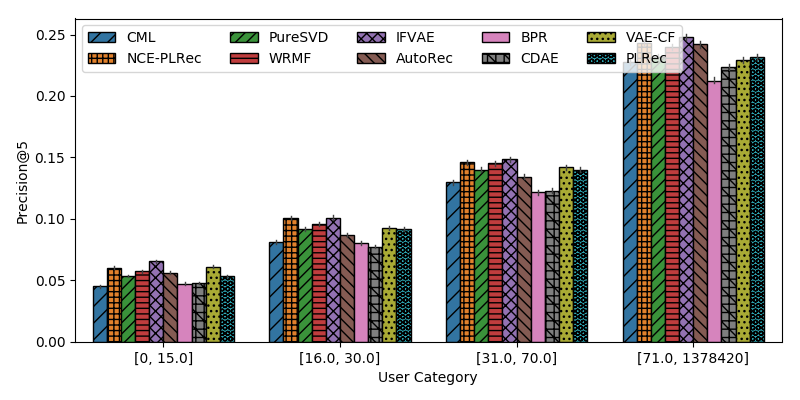 CML PureSVD IFVAE BPR VAE-CF
NCE-PLRec WRMF AutoRec CDAE PLRec
0.25
0.20
0.15
0.10
0.05
0.00
Precision@5
[0, 15.0] [16.0, 30.0] [31.0, 70.0] [71.0, 1378420]
User Category